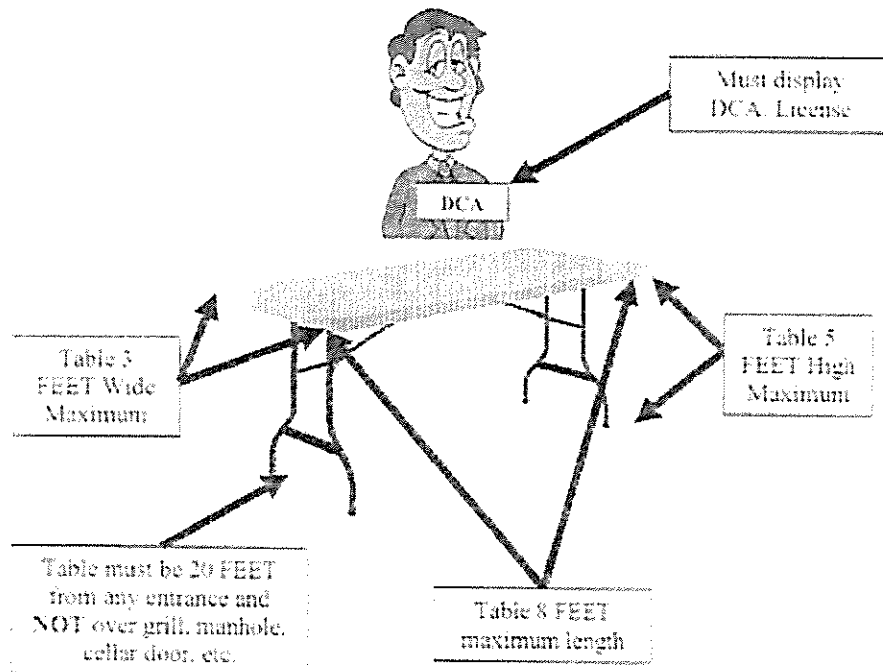 Must display
DCA. License
DCA
Table 3
FEET Wide
Maximum
Table 5
FEET High
Maximum
Table must be 20 FEET
from any entrance and
NOT over grill, manhole,
cellar door, etc.
Table 8 FEET
maximum length